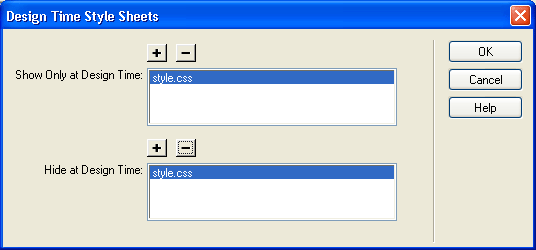 Design Time Style Sheets
+ −
Show Only at Design Time:
style.css
+ −
Hide at Design Time:
style.css
OK
Cancel
Help